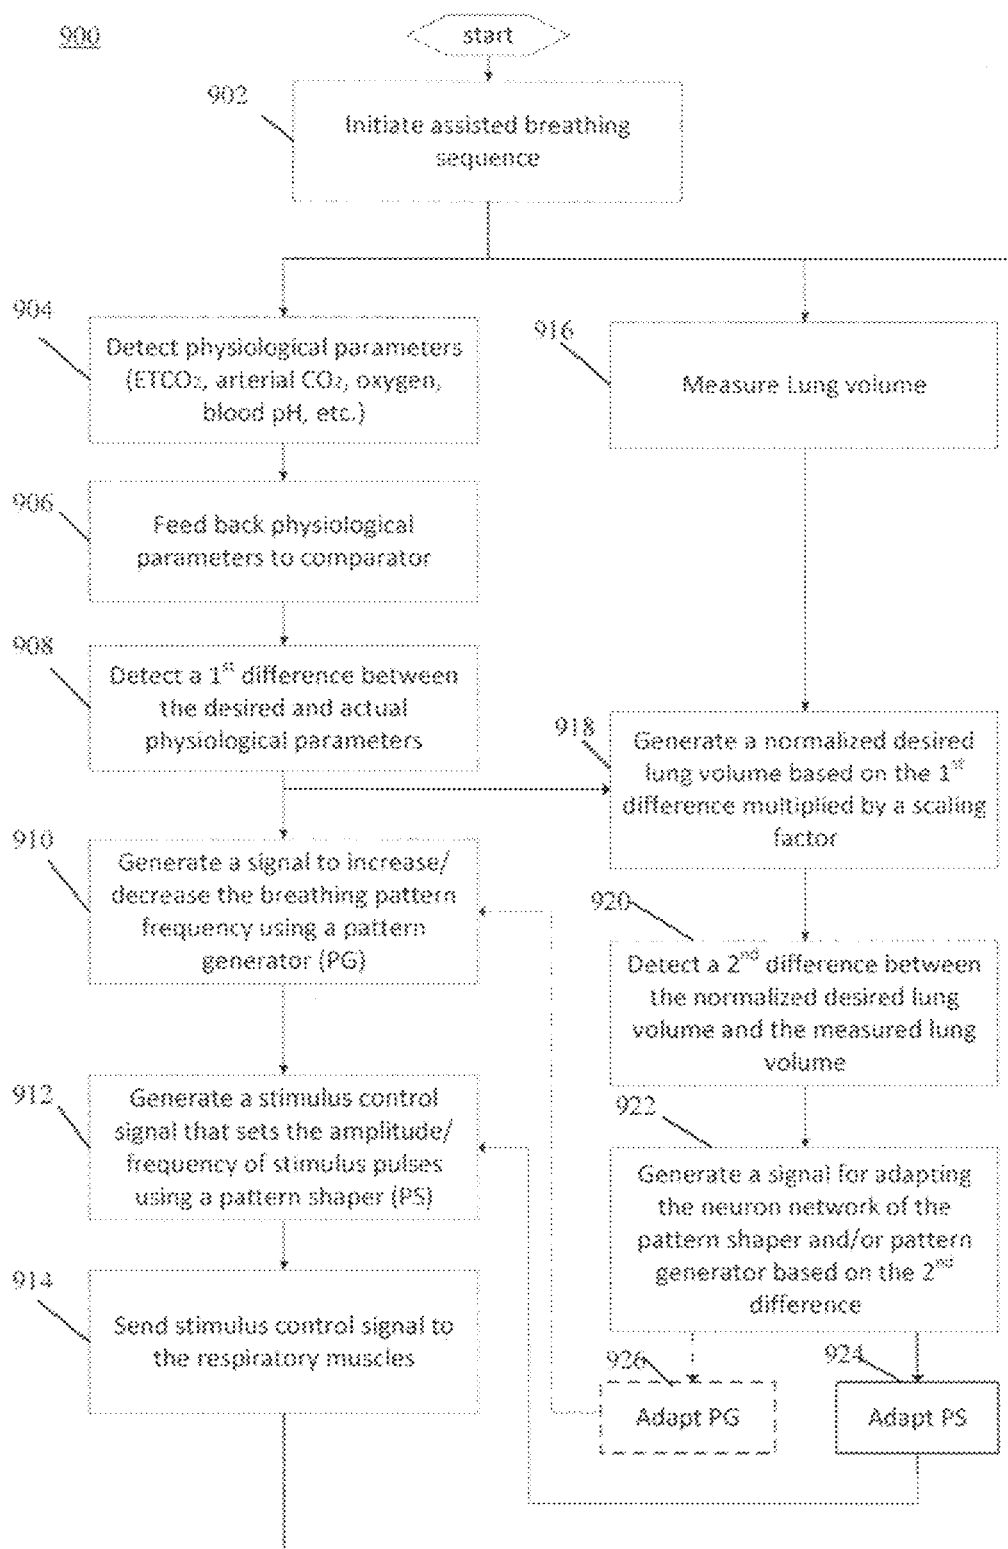 900
start
902
Initiate assisted breathing
sequence
904
Detect physiological parameters
(ETCO₂, arterial CO₂, oxygen,
blood pH, etc.)
916
Measure Lung volume
906
Feed back physiological
parameters to comparator
908
Detect a 1st difference between
the desired and actual
physiological parameters
918
Generate a normalized desired
lung volume based on the 1st
difference multiplied by a scaling
factor
910
Generate a signal to increase/
decrease the breathing pattern
frequency using a pattern
generator (PG)
920
Detect a 2nd difference between
the normalized desired lung
volume and the measured lung
volume
912
Generate a stimulus control
signal that sets the amplitude/
frequency of stimulus pulses
using a pattern shaper (PS)
922
Generate a signal for adapting
the neuron network of the
pattern shaper and/or pattern
generator based on the 2nd
difference
914
Send stimulus control signal to
the respiratory muscles
926
Adapt PG
924
Adapt PS